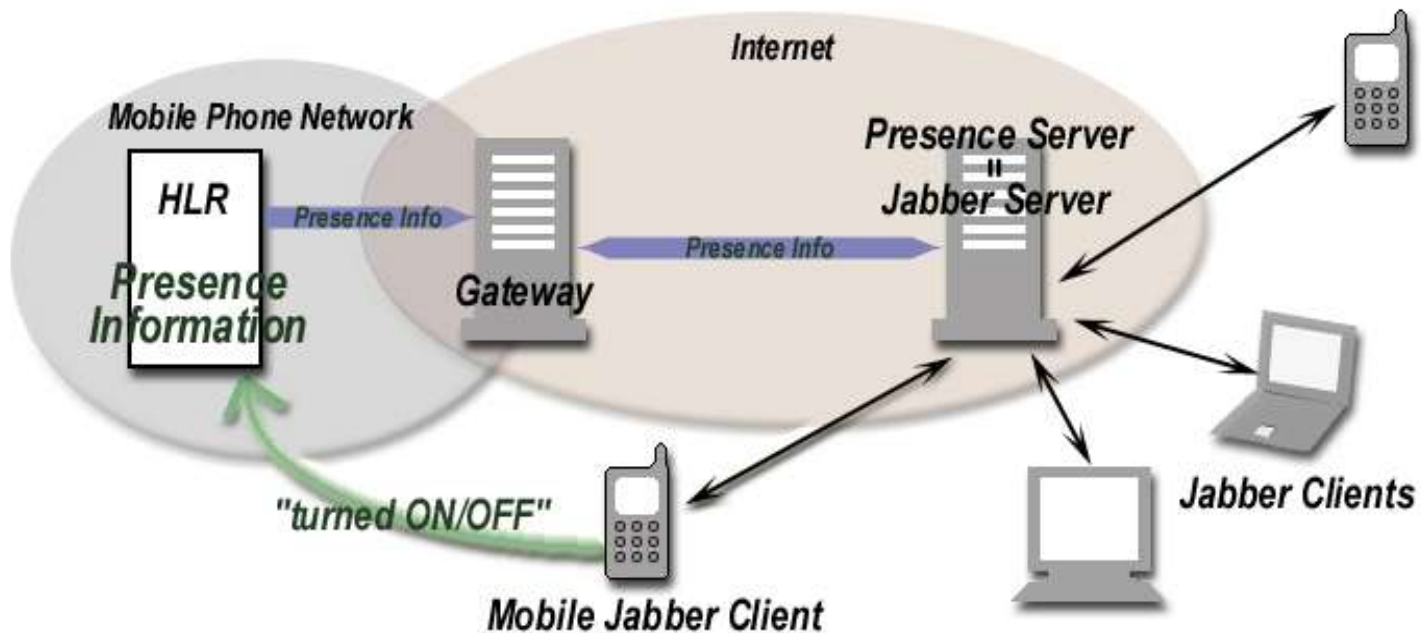 Internet
Mobile Phone Network
Presence Server
=
Jabber Server
HLR
Presence Info
Presence Info
Presence
Information
Gateway
"turned ON/OFF"
Jabber Clients
Mobile Jabber Client